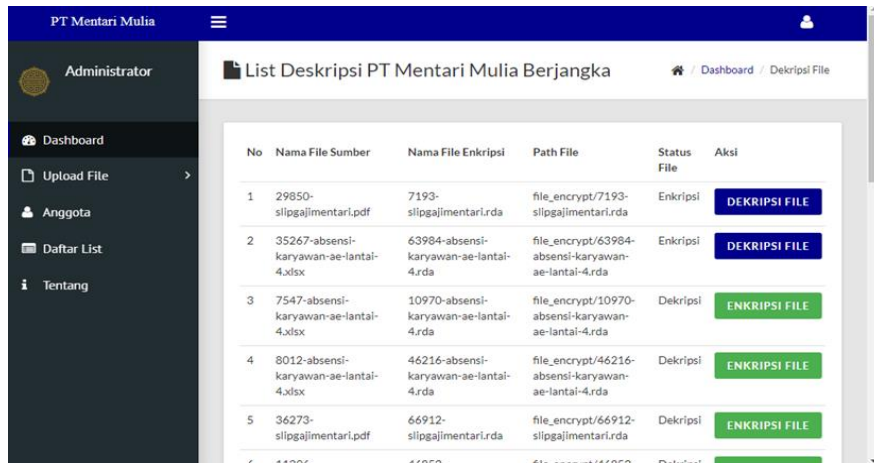 PT Mentari Mulia
Administrator
List Deskripsi PT Mentari Mulia Berjangka
/ Dashboard / Dekripsi File
Dashboard
Upload File
Anggota
Daftar List
Tentang
No Nama File Sumber Nama File Enkripsi Path File Status File Aksi
1 29850- 7193- file_encrypt/7193- Enkripsi DEKRIPSI FILE
slipgajimentari.pdf slipgajimentari.rda slipgajimentari.rda
2 35267-absensi- 63984-absensi- file_encrypt/63984- Enkripsi DEKRIPSI FILE
karyawan-ae-lantai- karyawan-ae-lantai- absensi-karyawan-
4.xlsx 4.rda ae-lantai-4.rda
3 7547-absensi- 10970-absensi- file_encrypt/10970- Dekripsi ENKRIPSI FILE
karyawan-ae-lantai- karyawan-ae-lantai- absensi-karyawan-
4.xlsx 4.rda ae-lantai-4.rda
4 8012-absensi- 46216-absensi- file_encrypt/46216- Dekripsi ENKRIPSI FILE
karyawan-ae-lantai- karyawan-ae-lantai- absensi-karyawan-
4.xlsx 4.rda ae-lantai-4.rda
5 36273- 66912- file_encrypt/66912- Dekripsi ENKRIPSI FILE
slipgajimentari.pdf slipgajimentari.rda slipgajimentari.rda